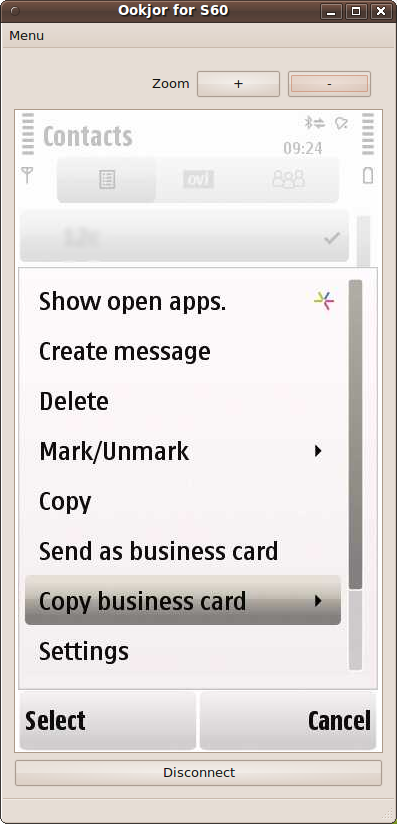 Ookjor for S60
Menu
Zoom + -
Contacts
09:24
ovi
Show open apps.
Create message
Delete
Mark/Unmark
Copy
Send as business card
Copy business card
Settings
Select Cancel
Disconnect